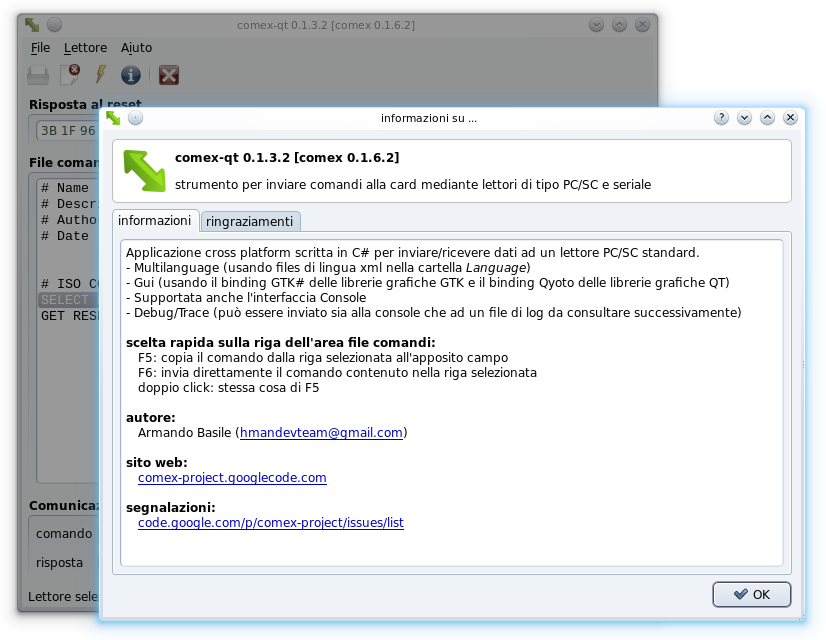 comex-qt 0.1.3.2 [comex 0.1.6.2]
File Lettore Aiuto
Risposta al reset
3B 1F 96
File
# Name
#
#
# Date
# ISO
SELECT
GET
comando
risposta
Lettore
informazioni su ...
comex-qt 0.1.3.2 [comex 0.1.6.2]
strumento per inviare comandi alla card mediante lettori di tipo PC/SC e seriale
informazioni ringraziamenti
Applicazione cross platform scritta in C# per inviare/ricevere dati ad un lettore PC/SC standard.
- Multilanguage (usando files di lingua xml nella cartella Language)
- Gui (usando il binding GTK# delle librerie grafiche GTK e il binding Qyoto delle librerie grafiche QT)
- Supportata anche l'interfaccia Console
- Debug/Trace (può essere inviato sia alla console che ad un file di log da consultare successivamente)
scelta rapida sulla riga dell'area file comandi:
F5: copia il comando dalla riga selezionata all'apposito campo
F6: invia direttamente il comando contenuto nella riga selezionata
doppio click: stessa cosa di F5
autore:
Armando Basile (hmandevteam@gmail.com)
sito web:
comex-project.googlecode.com
segnalazioni:
code.google.com/p/comex-project/issues/list
OK